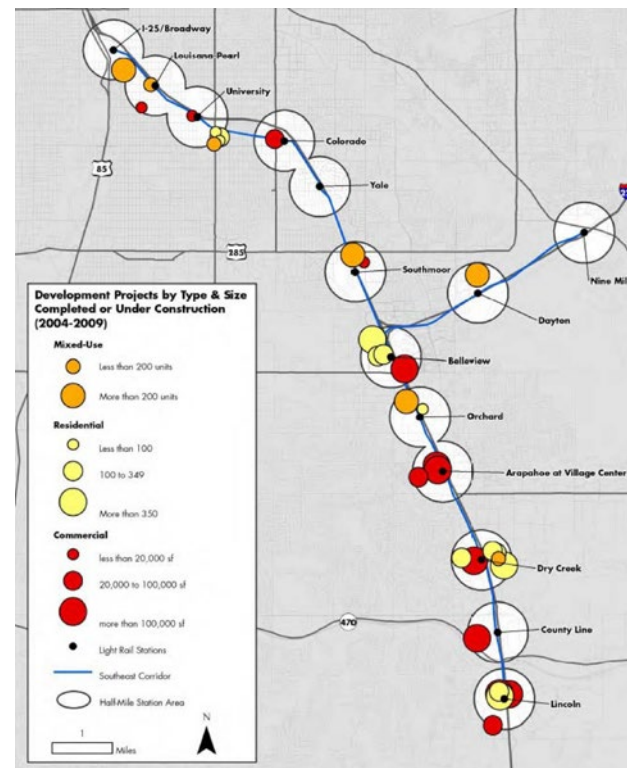 I-25/Broadway
Louisana Pearl
University
Colorado
Yale
85
285
Southmoor
Nine Mil
Dayton
Belleview
Orchard
Arapahoe at Village Center
Dry Creek
470
County Line
Lincoln
Development Projects by Type & Size
Completed or Under Construction
(2004-2009)
Mixed-Use
Less than 200 units
More than 200 units
Residential
Less than 100
100 to 349
More than 350
Commercial
less than 20,000 sf
20,000 to 100,000 sf
more than 100,000 sf
Light Rail Stations
Southeast Corridor
Half-Mile Station Area
1
Miles
N